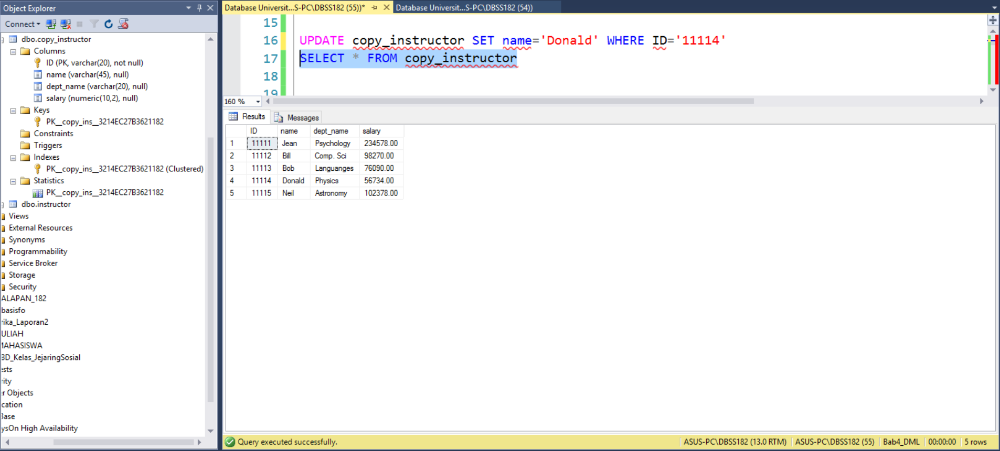 Object Explorer
Connect
dbo.copy_instructor
Columns
ID (PK, varchar(20), not null)
name (varchar(45), null)
dept_name (varchar(20), null)
salary (numeric(10,2), null)
Keys
PK__copy_ins__3214EC27B3621182
Constraints
Triggers
Indexes
PK__copy_ins__3214EC27B3621182 (Clustered)
Statistics
PK__copy_ins__3214EC27B3621182
dbo.instructor
Views
External Resources
Synonyms
Programmability
Service Broker
Storage
Security
ALAPAN_182
basisfo
rika_Laporan2
ULIAH
MAHASISWA
BD_Kelas_JejaringSosial
ests
rity
r Objects
cation
Base
ysOn High Availability
Database Universit...S-PC\DBSS182 (55))* Database Universit...S-PC\DBSS182 (54))
15
16 UPDATE copy_instructor SET name='Donald' WHERE ID='11114'
17 SELECT * FROM copy_instructor
18
19
160 %
Results Messages
ID name dept_name salary
1 11111 Jean Psychology 234578.00
2 11112 Bill Comp. Sci 98270.00
3 11113 Bob Languanges 76090.00
4 11114 Donald Physics 56734.00
5 11115 Neil Astronomy 102378.00
Query executed successfully. ASUS-PC\DBSS182 (13.0 RTM) ASUS-PC\DBSS182 (55) Bab4_DML 00:00:00 5 rows